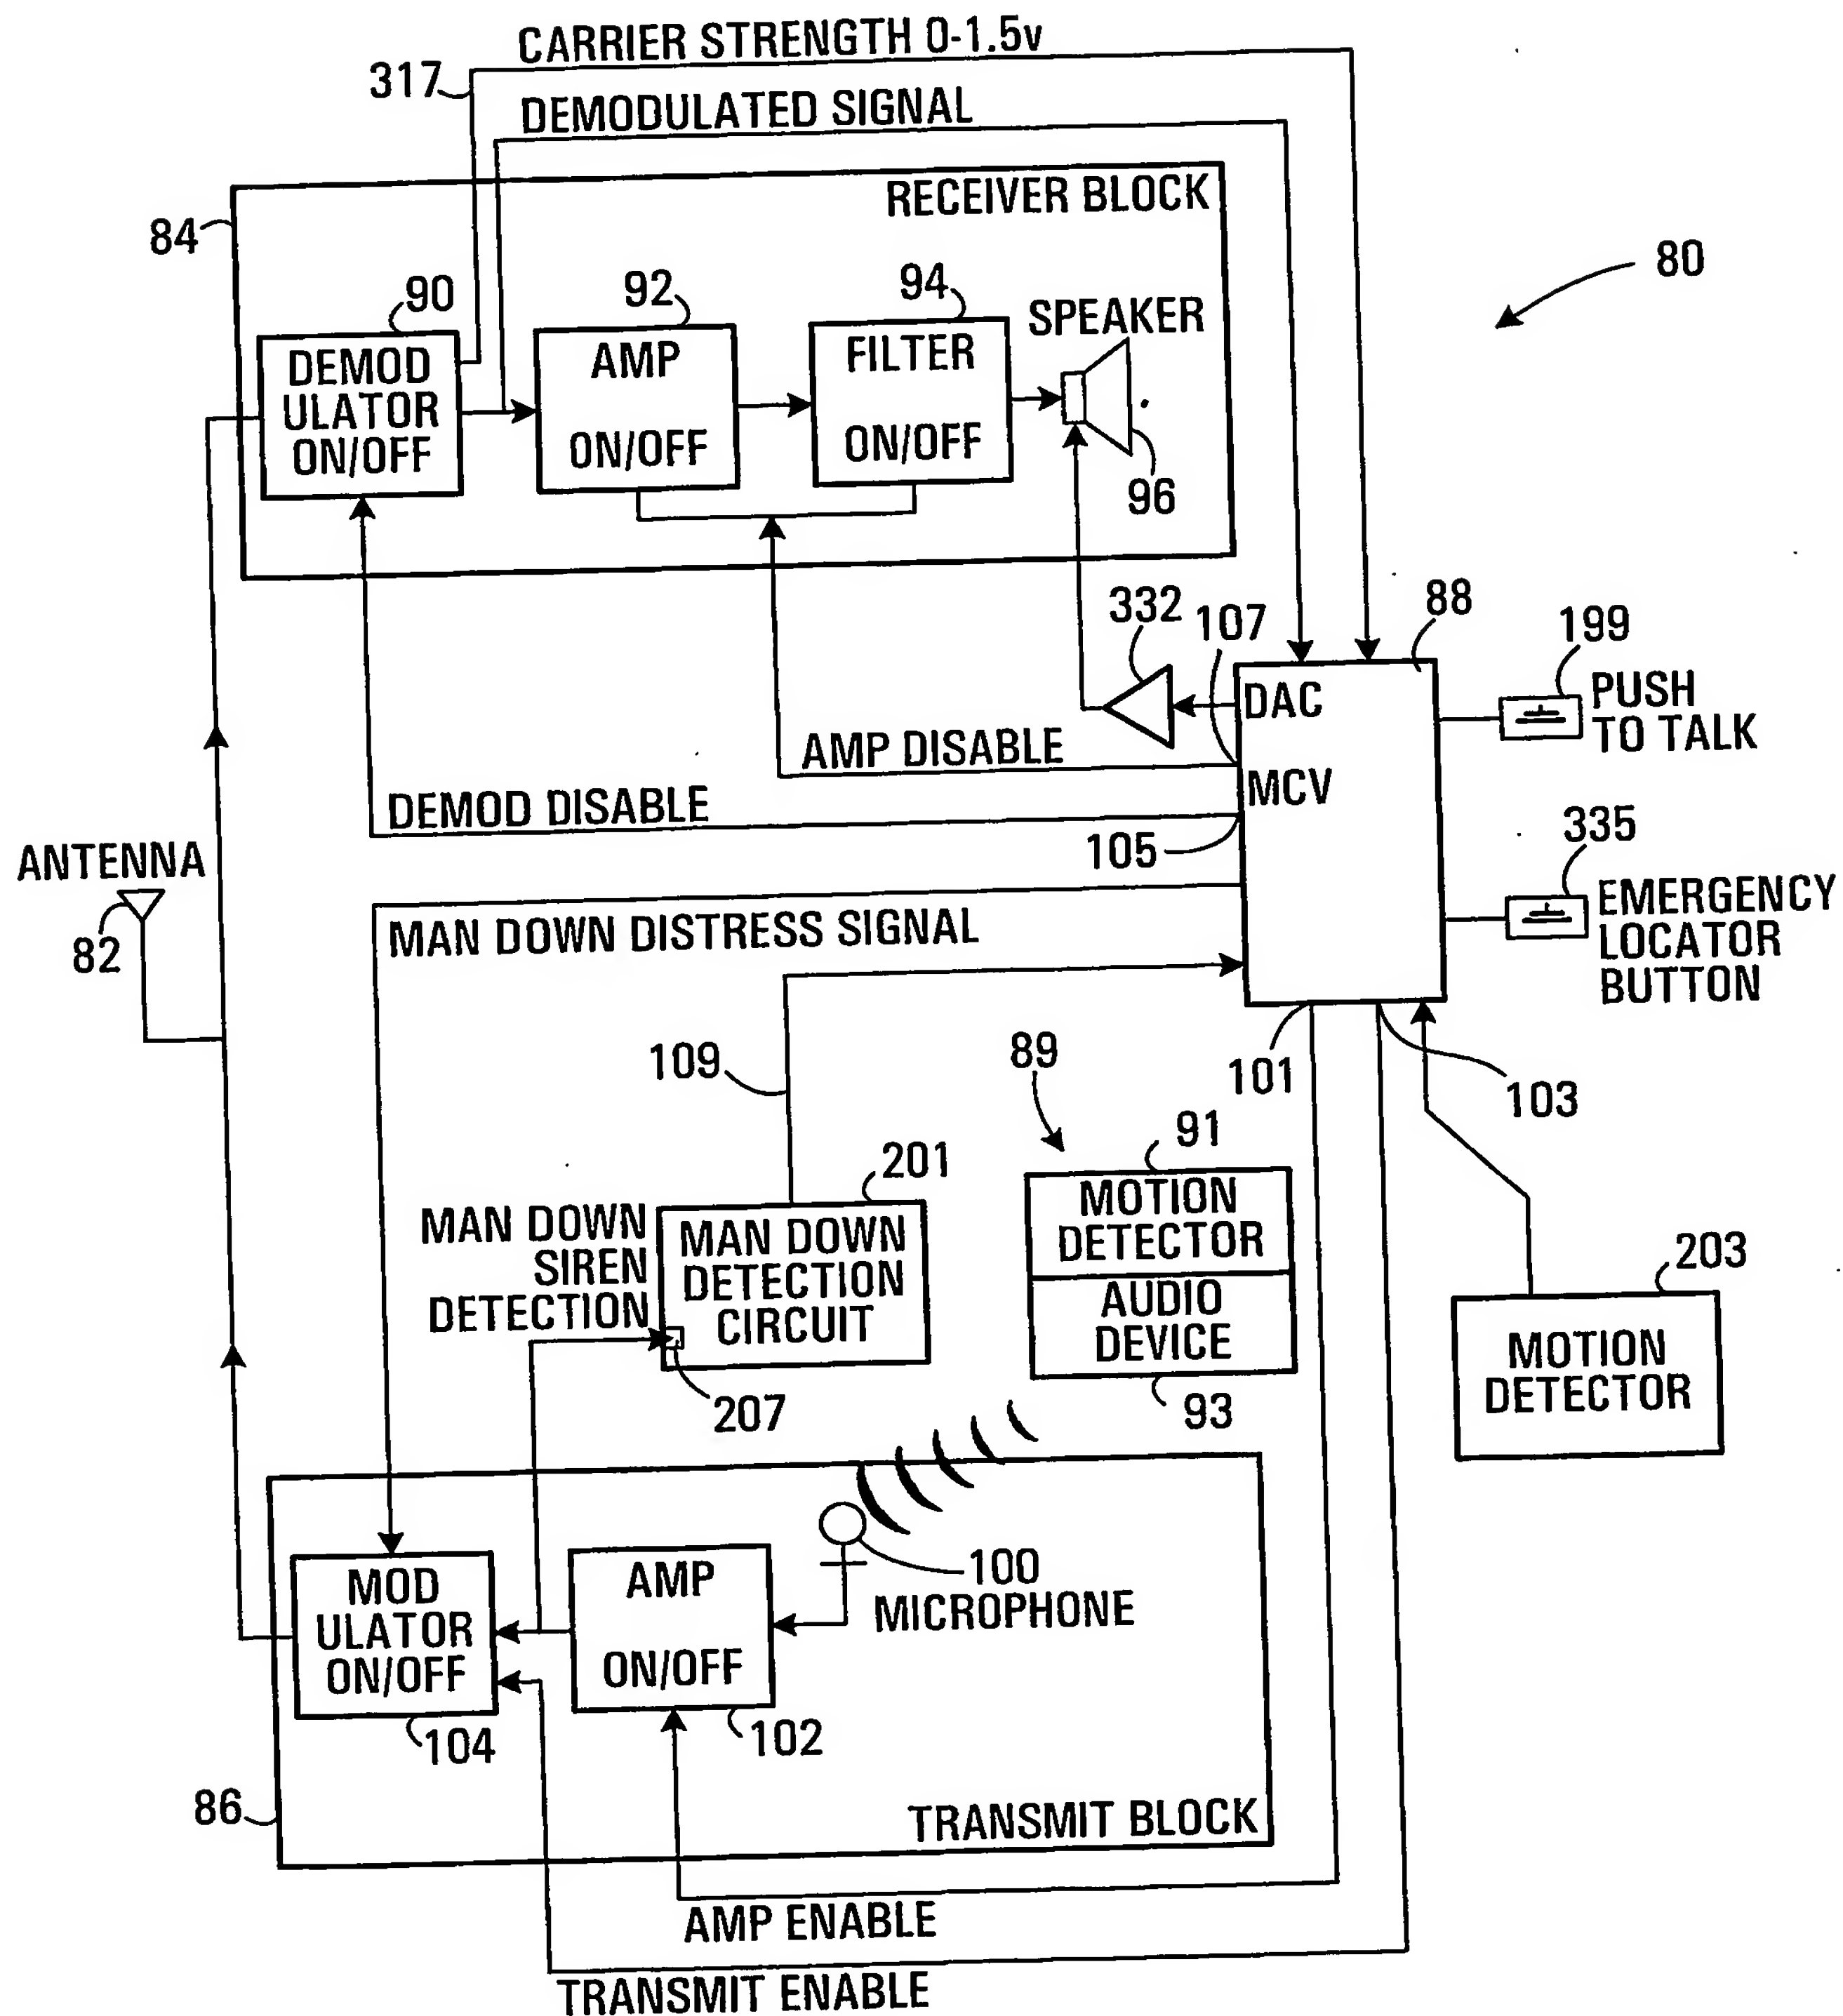 CARRIER STRENGTH 0-1.5v
317
DEMODULATED SIGNAL
RECEIVER BLOCK
84
80
90
92
94
SPEAKER
DEMOD
ULATOR
ON/OFF
AMP
ON/OFF
FILTER
ON/OFF
96
332
107
88
199
PUSH
TO TALK
DAC
AMP DISABLE
MCV
DEMOD DISABLE
105
335
ANTENNA
82
EMERGENCY
LOCATOR
BUTTON
MAN DOWN DISTRESS SIGNAL
109
89
101
103
91
201
MAN DOWN
SIREN
DETECTION
MAN DOWN
DETECTION
CIRCUIT
MOTION
DETECTOR
AUDIO
DEVICE
203
MOTION
DETECTOR
207
93
100
MICROPHONE
MOD
ULATOR
ON/OFF
AMP
ON/OFF
104
102
86
TRANSMIT BLOCK
AMP ENABLE
TRANSMIT ENABLE